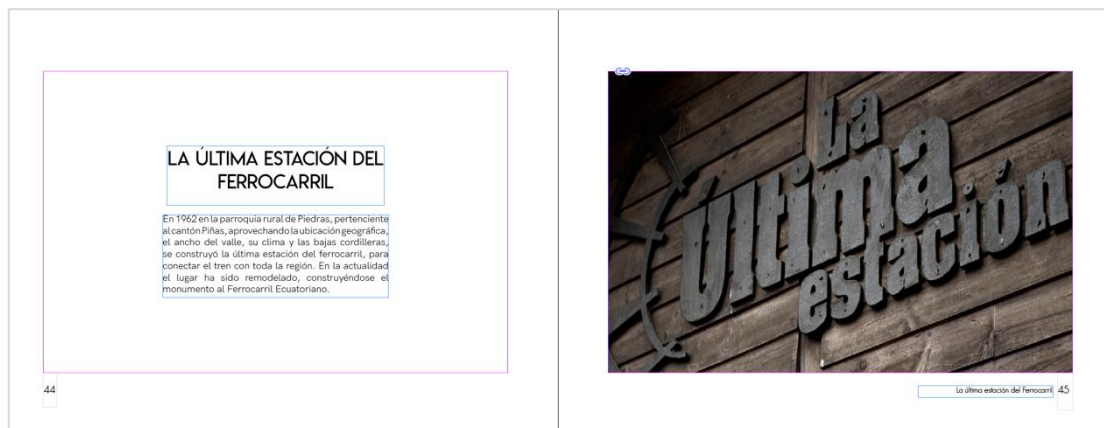 LA ÚLTIMA ESTACIÓN DEL
FERROCARRIL
En 1962 en la parroquia rural de Piedras, perteneciente
al cantón Piñas, aprovechando la ubicación geográfica,
el ancho del valle, su clima y las bajas cordilleras,
se construyó la última estación del ferrocarril, para
conectar el tren con toda la región. En la actualidad
el lugar ha sido remodelado, construyéndose el
monumento al Ferrocarril Ecuatoriano.
44
La
Última
estación
La última estación del Ferrocarril 45